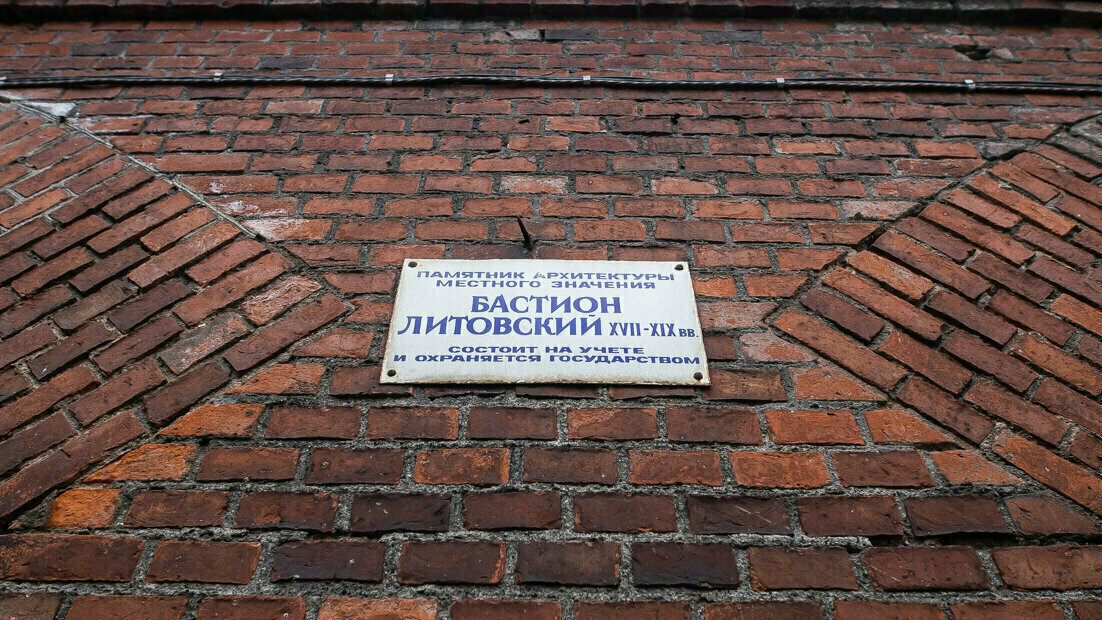 ПАМЯТНИК АРХИТЕКТУРЫ
МЕСТНОГО ЗНАЧЕНИЯ
БАСТИОН
ЛИТОВСКИЙ XVII-XIX ВВ.
СОСТОИТ НА УЧЕТЕ
И ОХРАНЯЕТСЯ ГОСУДАРСТВОМ